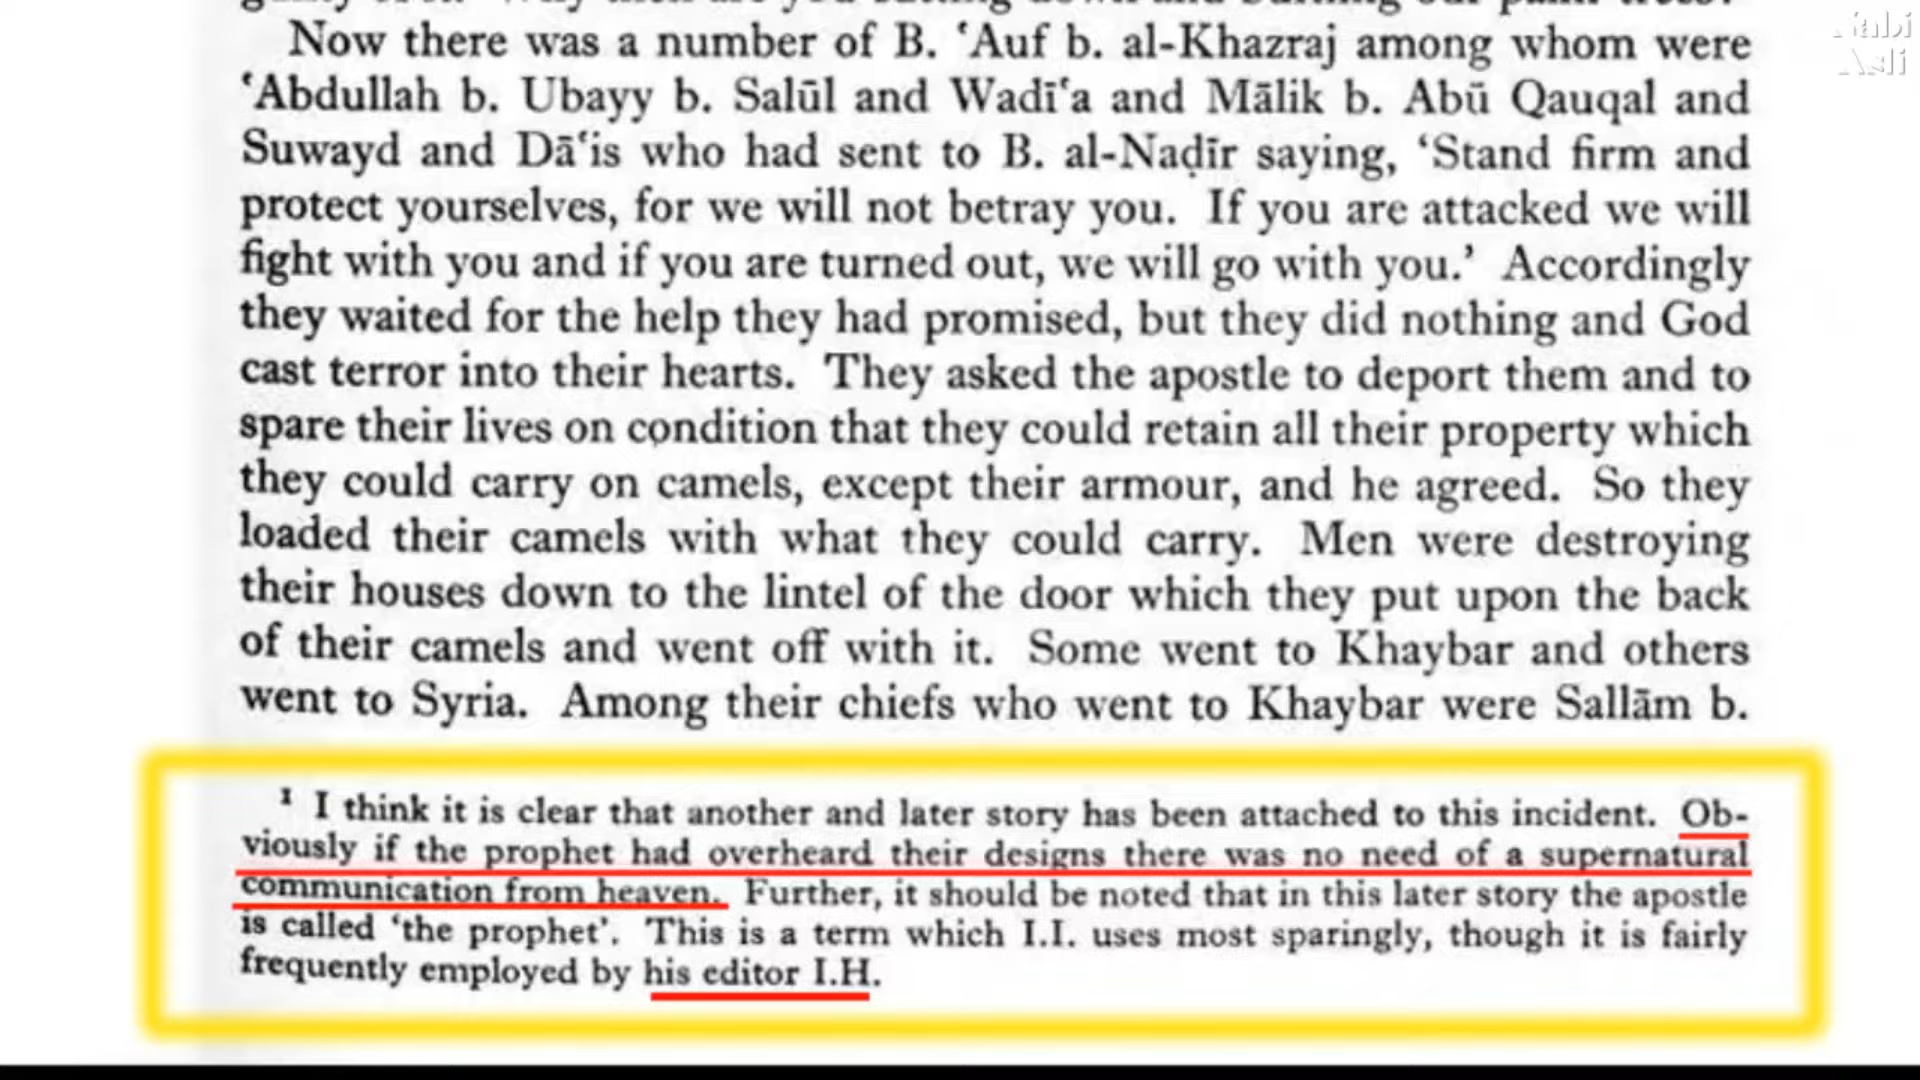 Now there was a number of B. ‘Auf b. al-Khazraj among whom were
‘Abdullah b. Ubayy b. Salūl and Wadī‘a and Mālik b. Abū Qauqal and
Suwayd and Dā‘is who had sent to B. al-Naḍīr saying, ‘Stand firm and
protect yourselves, for we will not betray you. If you are attacked we will
fight with you and if you are turned out, we will go with you.’ Accordingly
they waited for the help they had promised, but they did nothing and God
cast terror into their hearts. They asked the apostle to deport them and to
spare their lives on condition that they could retain all their property which
they could carry on camels, except their armour, and he agreed. So they
loaded their camels with what they could carry. Men were destroying
their houses down to the lintel of the door which they put upon the back
of their camels and went off with it. Some went to Khaybar and others
went to Syria. Among their chiefs who went to Khaybar were Sallām b.
¹ I think it is clear that another and later story has been attached to this incident. Ob-
viously if the prophet had overheard their designs there was no need of a supernatural
communication from heaven. Further, it should be noted that in this later story the apostle
is called ‘the prophet’. This is a term which I.I. uses most sparingly, though it is fairly
frequently employed by his editor I.H.